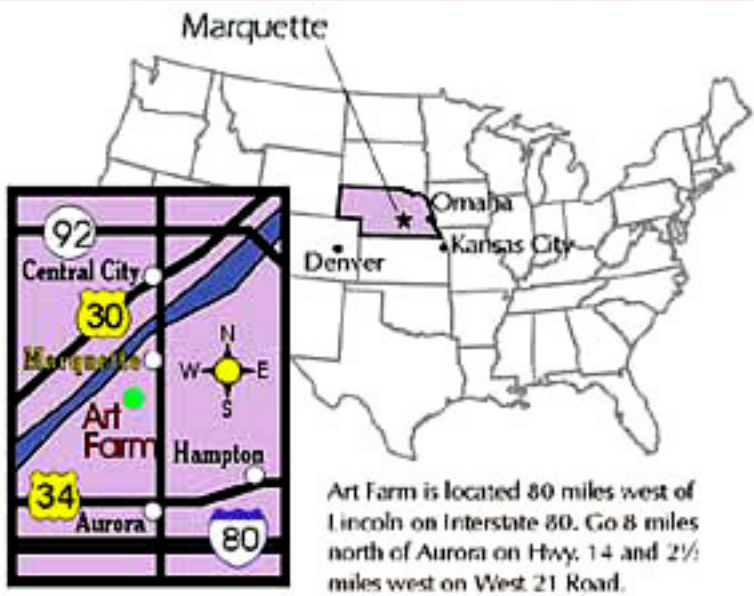 Marquette
Omaha
Kansas City
Denver
92
Central City
30
Marquette
N
W E
S
Art
Farm
Hampton
34
Aurora
80
Art Farm is located 80 miles west of
Lincoln on Interstate 80. Go 8 miles
north of Aurora on Hwy. 14 and 2½
miles west on West 21 Road.